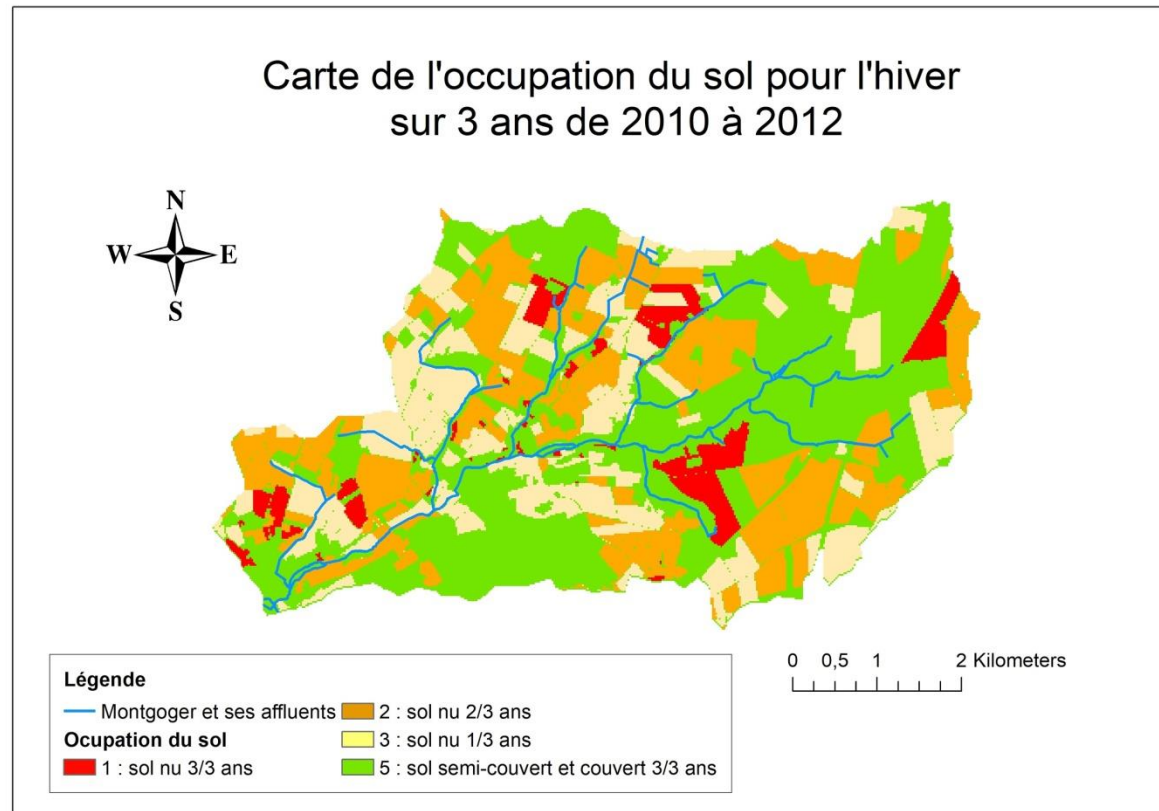 Carte de l'occupation du sol pour l'hiver
sur 3 ans de 2010 à 2012
N
W E
S
0 0,5 1 2 Kilometers
Légende
Montgoger et ses affluents
Ocupation du sol
1 : sol nu 3/3 ans
2 : sol nu 2/3 ans
3 : sol nu 1/3 ans
5 : sol semi-couvert et couvert 3/3 ans